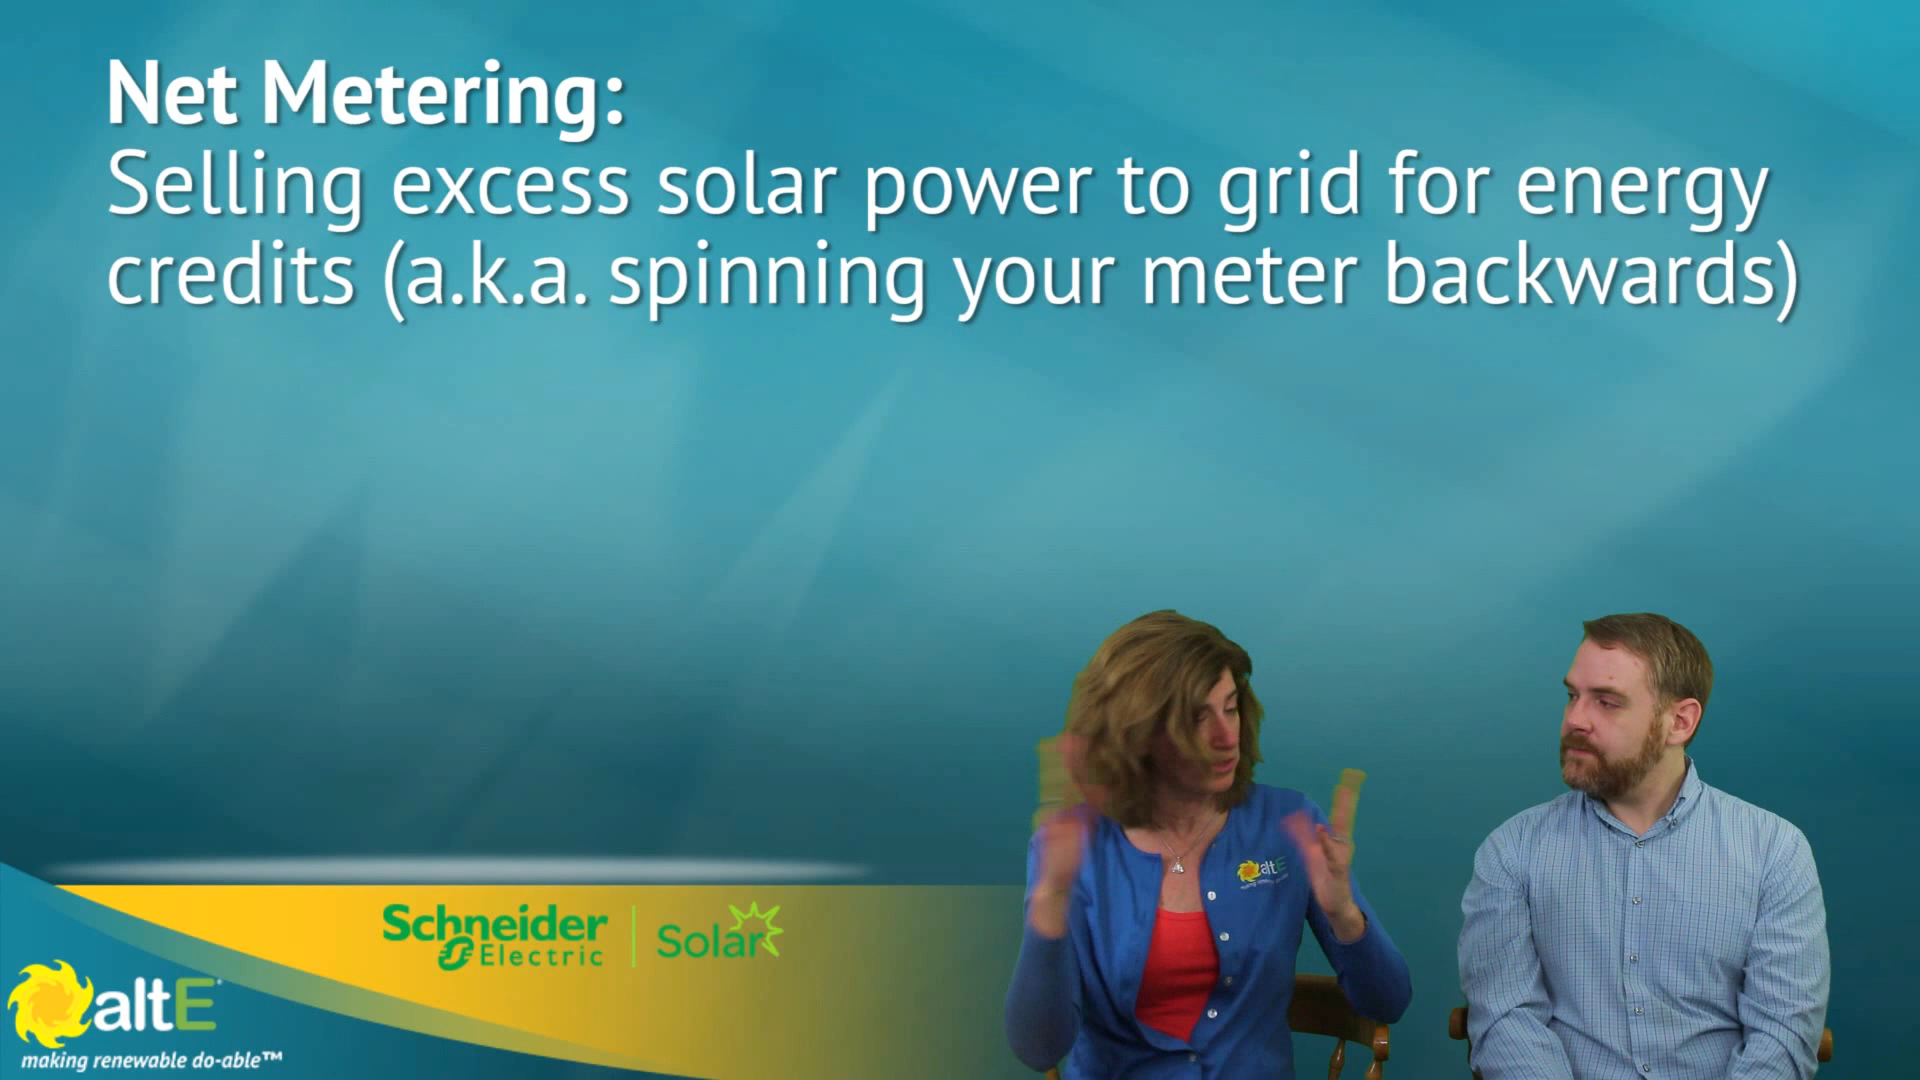 Net Metering:
Selling excess solar power to grid for energy
credits (a.k.a. spinning your meter backwards)
altE
Schneider
Electric
Solar
altE
making renewable do-able™